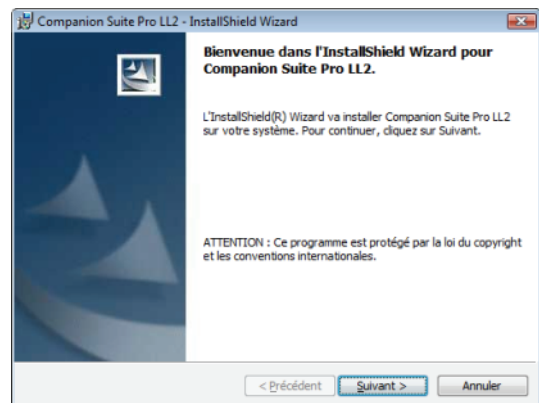 Companion Suite Pro LL2 - InstallShield Wizard
Bienvenue dans l'InstallShield Wizard pour
Companion Suite Pro LL2.
L'InstallShield(R) Wizard va installer Companion Suite Pro LL2
sur votre système. Pour continuer, cliquez sur Suivant.
ATTENTION : Ce programme est protégé par la loi du copyright
et les conventions internationales.
< Précédent Suivant > Annuler